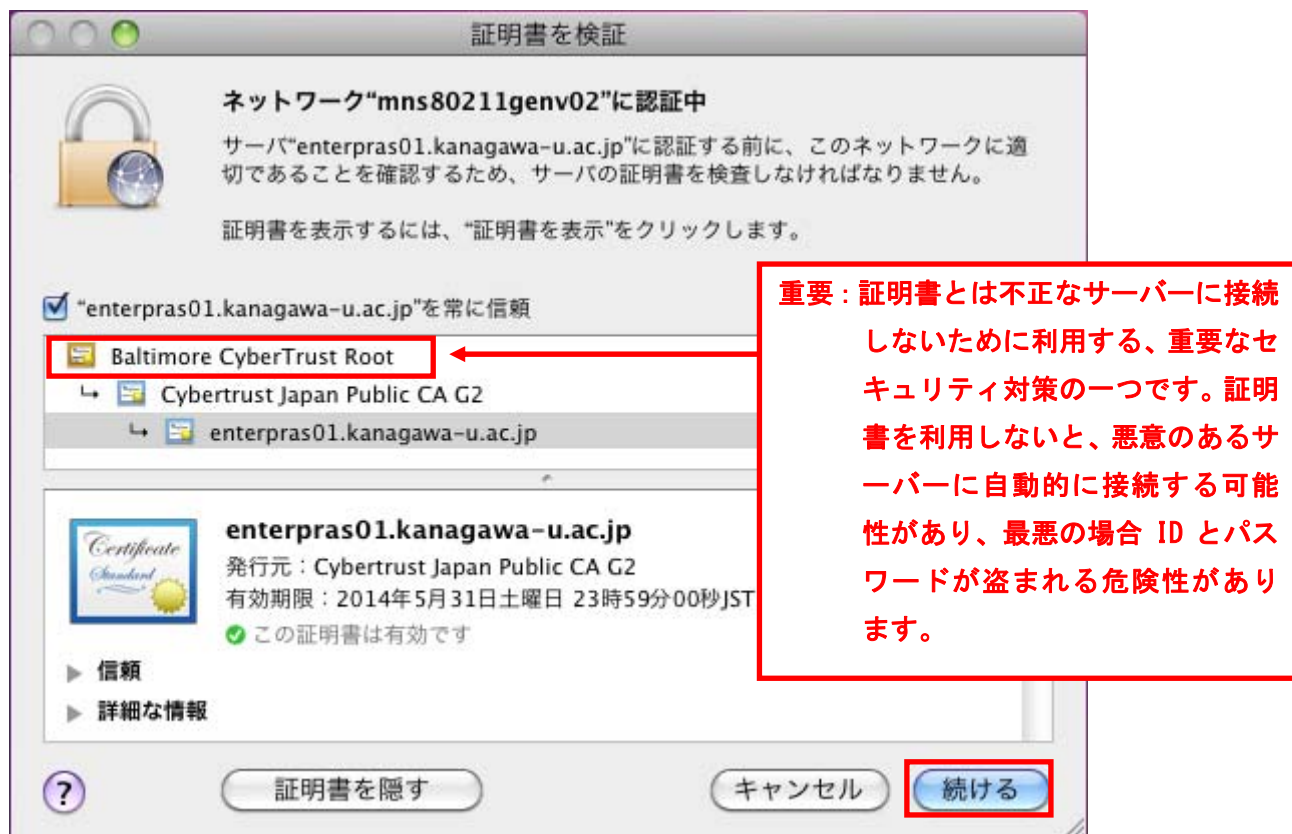 証明書を検証
ネットワーク“mns80211genv02”に認証中
サーバ“enterpras01.kanagawa-u.ac.jp”に認証する前に、このネットワークに適
切であることを確認するため、サーバの証明書を検査しなければなりません。
証明書を表示するには、“証明書を表示”をクリックします。
“enterpras01.kanagawa-u.ac.jp”を常に信頼
Baltimore CyberTrust Root
Cybertrust Japan Public CA G2
enterpras01.kanagawa-u.ac.jp
重要：証明書とは不正なサーバーに接続
しないために利用する、重要なセ
キュリティ対策の一つです。証明
書を利用しないと、悪意のあるサ
ーバーに自動的に接続する可能
性があり、最悪の場合 ID とパス
ワードが盗まれる危険性があり
ます。
Certificate
Standard
enterpras01.kanagawa-u.ac.jp
発行元：Cybertrust Japan Public CA G2
有効期限：2014年5月31日土曜日 23時59分00秒JST
この証明書は有効です
信頼
詳細な情報
?
証明書を隠す
キャンセル
続ける